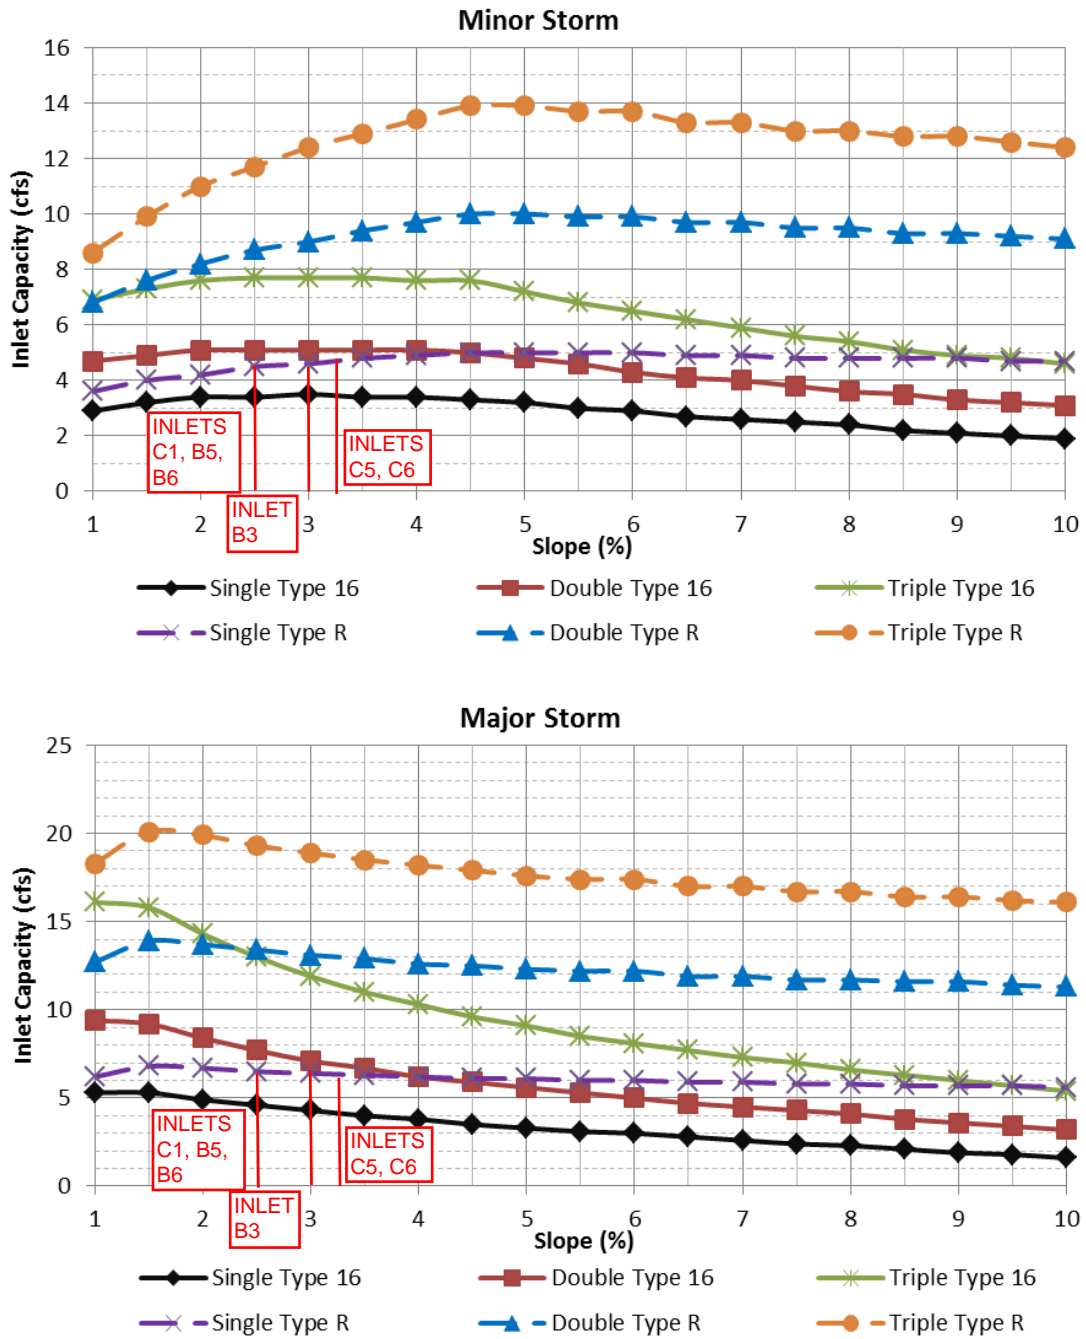 Minor Storm
16
14
12
10
8
6
4
2
0
Inlet Capacity (cfs)
INLETS
C1, B5,
B6
INLETS
C5, C6
INLET
B3
1 2 3 4 5 6 7 8 9 10
Slope (%)
Single Type 16 Double Type 16 Triple Type 16
Single Type R Double Type R Triple Type R
Major Storm
25
20
15
10
5
0
Inlet Capacity (cfs)
INLETS
C1, B5,
B6
INLETS
C5, C6
INLET
B3
1 2 3 4 5 6 7 8 9 10
Slope (%)
Single Type 16 Double Type 16 Triple Type 16
Single Type R Double Type R Triple Type R